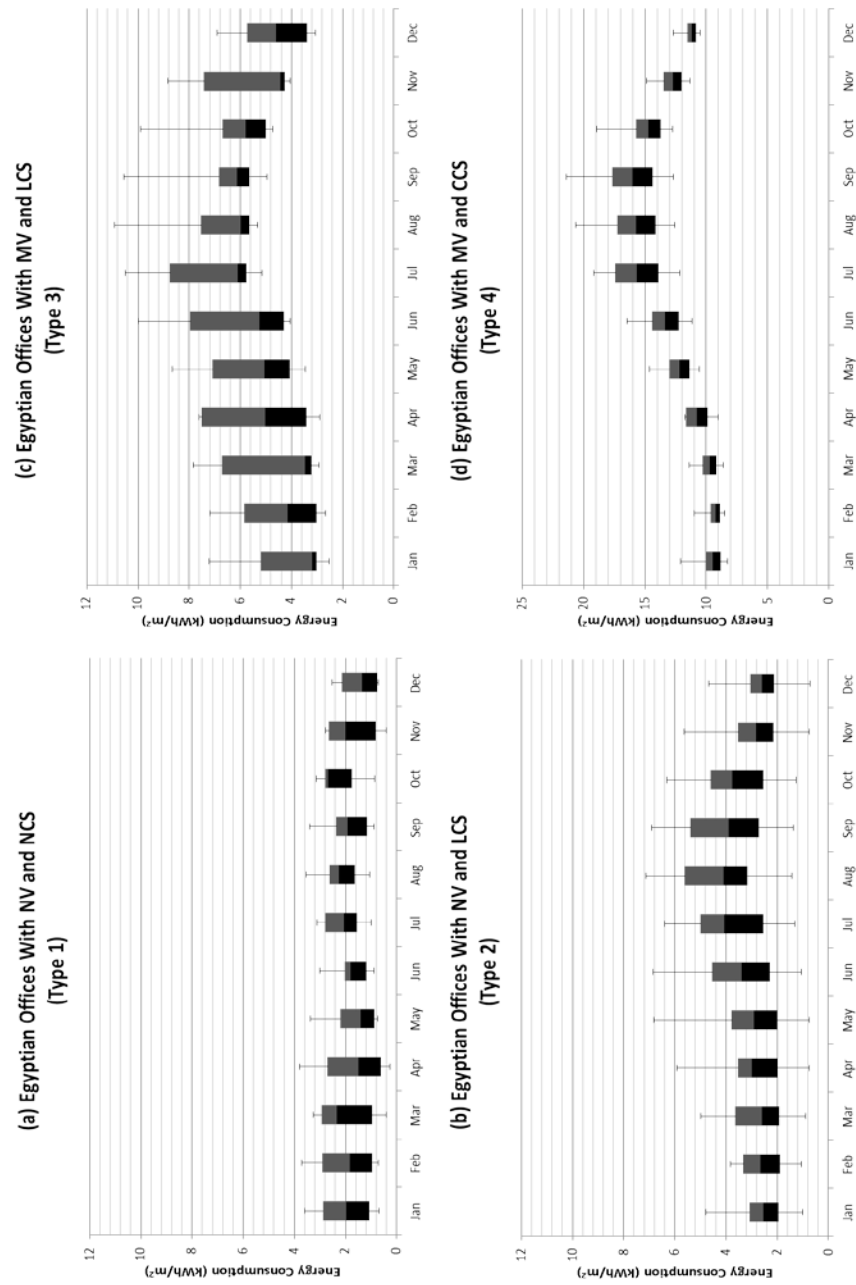 (a) Egyptian Offices With NV and NCS
(Type 1)
Energy Consumption (kWh/m²)
12
10
8
6
4
2
0
Jan Feb Mar Apr May Jun Jul Aug Sep Oct Nov Dec
(c) Egyptian Offices With MV and LCS
(Type 3)
Energy Consumption (kWh/m²)
12
10
8
6
4
2
0
Jan Feb Mar Apr May Jun Jul Aug Sep Oct Nov Dec
(b) Egyptian Offices With NV and LCS
(Type 2)
Energy Consumption (kWh/m²)
12
10
8
6
4
2
0
Jan Feb Mar Apr May Jun Jul Aug Sep Oct Nov Dec
(d) Egyptian Offices With MV and CCS
(Type 4)
Energy Consumption (kWh/m²)
25
20
15
10
5
0
Jan Feb Mar Apr May Jun Jul Aug Sep Oct Nov Dec